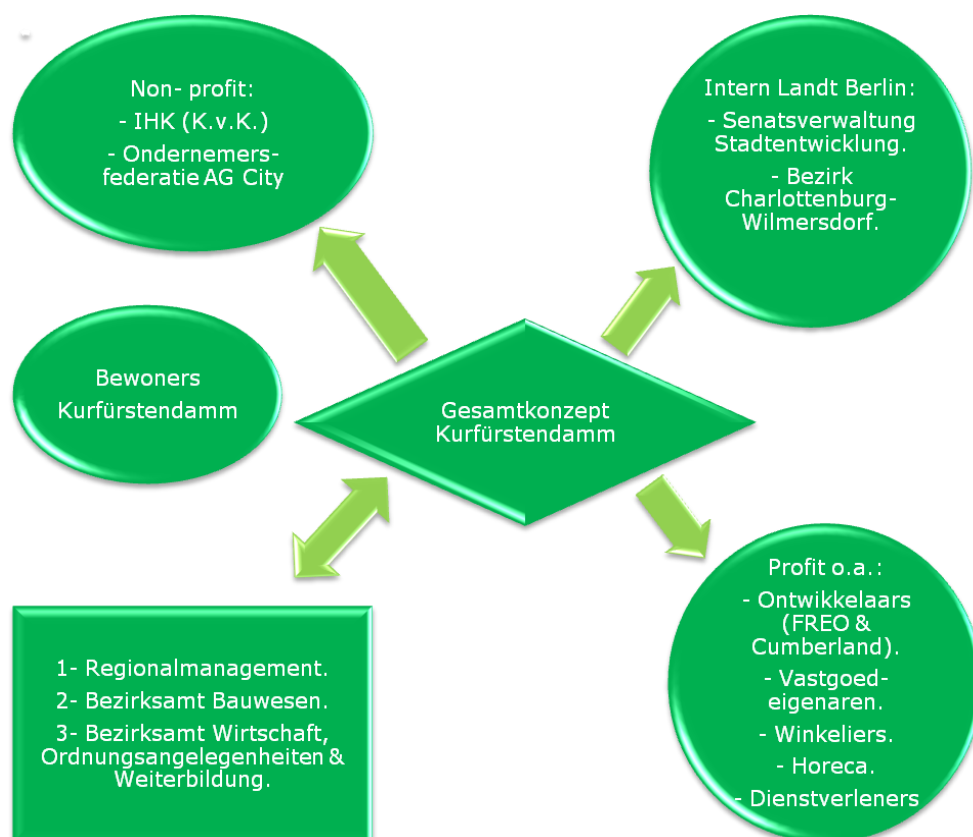 Non- profit:
- IHK (K.v.K.)
- Ondernemers-
federatie AG City
Intern Landt Berlin:
- Senatsverwaltung
Stadtentwicklung.
- Bezirk
Charlottenburg-
Wilmersdorf.
Bewoners
Kurfürstendamm
Gesamtkonzept
Kurfürstendamm
1- Regionalmanagement.
2- Bezirksamt Bauwesen.
3- Bezirksamt Wirtschaft,
Ordnungsangelegenheiten &
Weiterbildung.
Profit o.a.:
- Ontwikkelaars
(FREO &
Cumberland).
- Vastgoed-
eigenaren.
- Winkeliers.
- Horeca.
- Dienstverleners